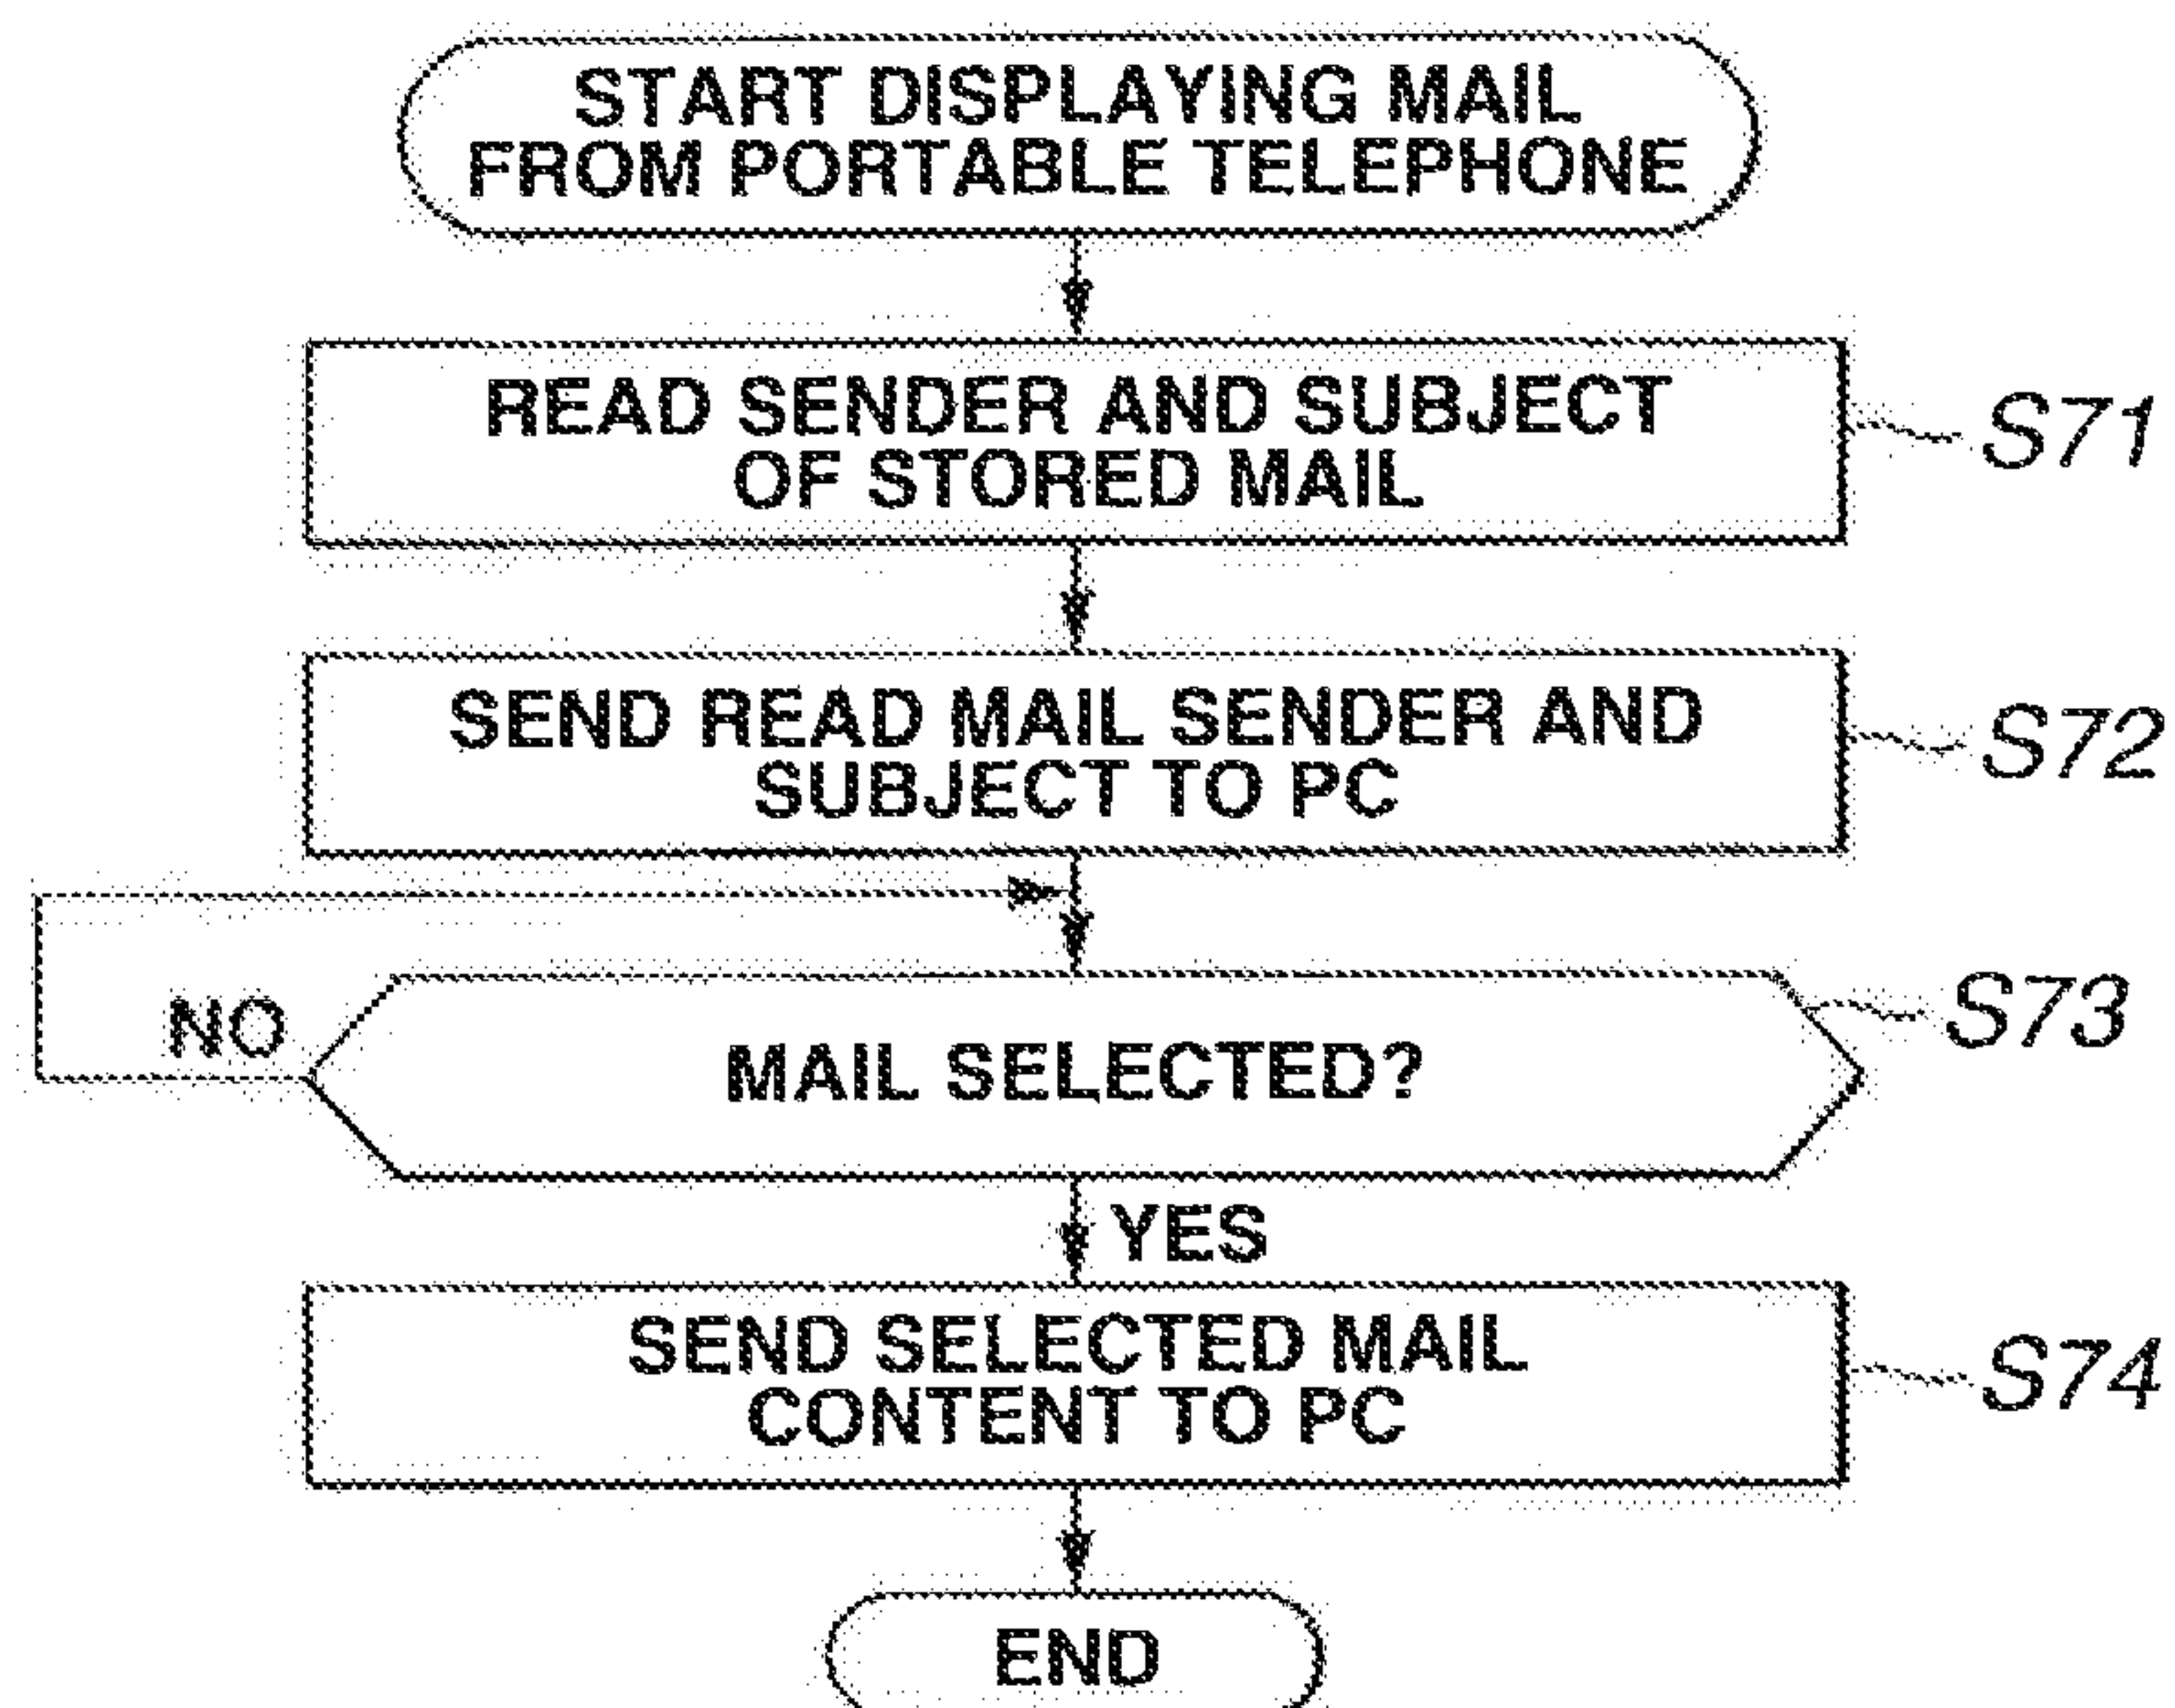 START DISPLAYING MAIL
FROM PORTABLE TELEPHONE
READ SENDER AND SUBJECT
OF STORED MAIL
S71
SEND READ MAIL SENDER AND
SUBJECT TO PC
S72
NO
MAIL SELECTED?
S73
YES
SEND SELECTED MAIL
CONTENT TO PC
S74
END